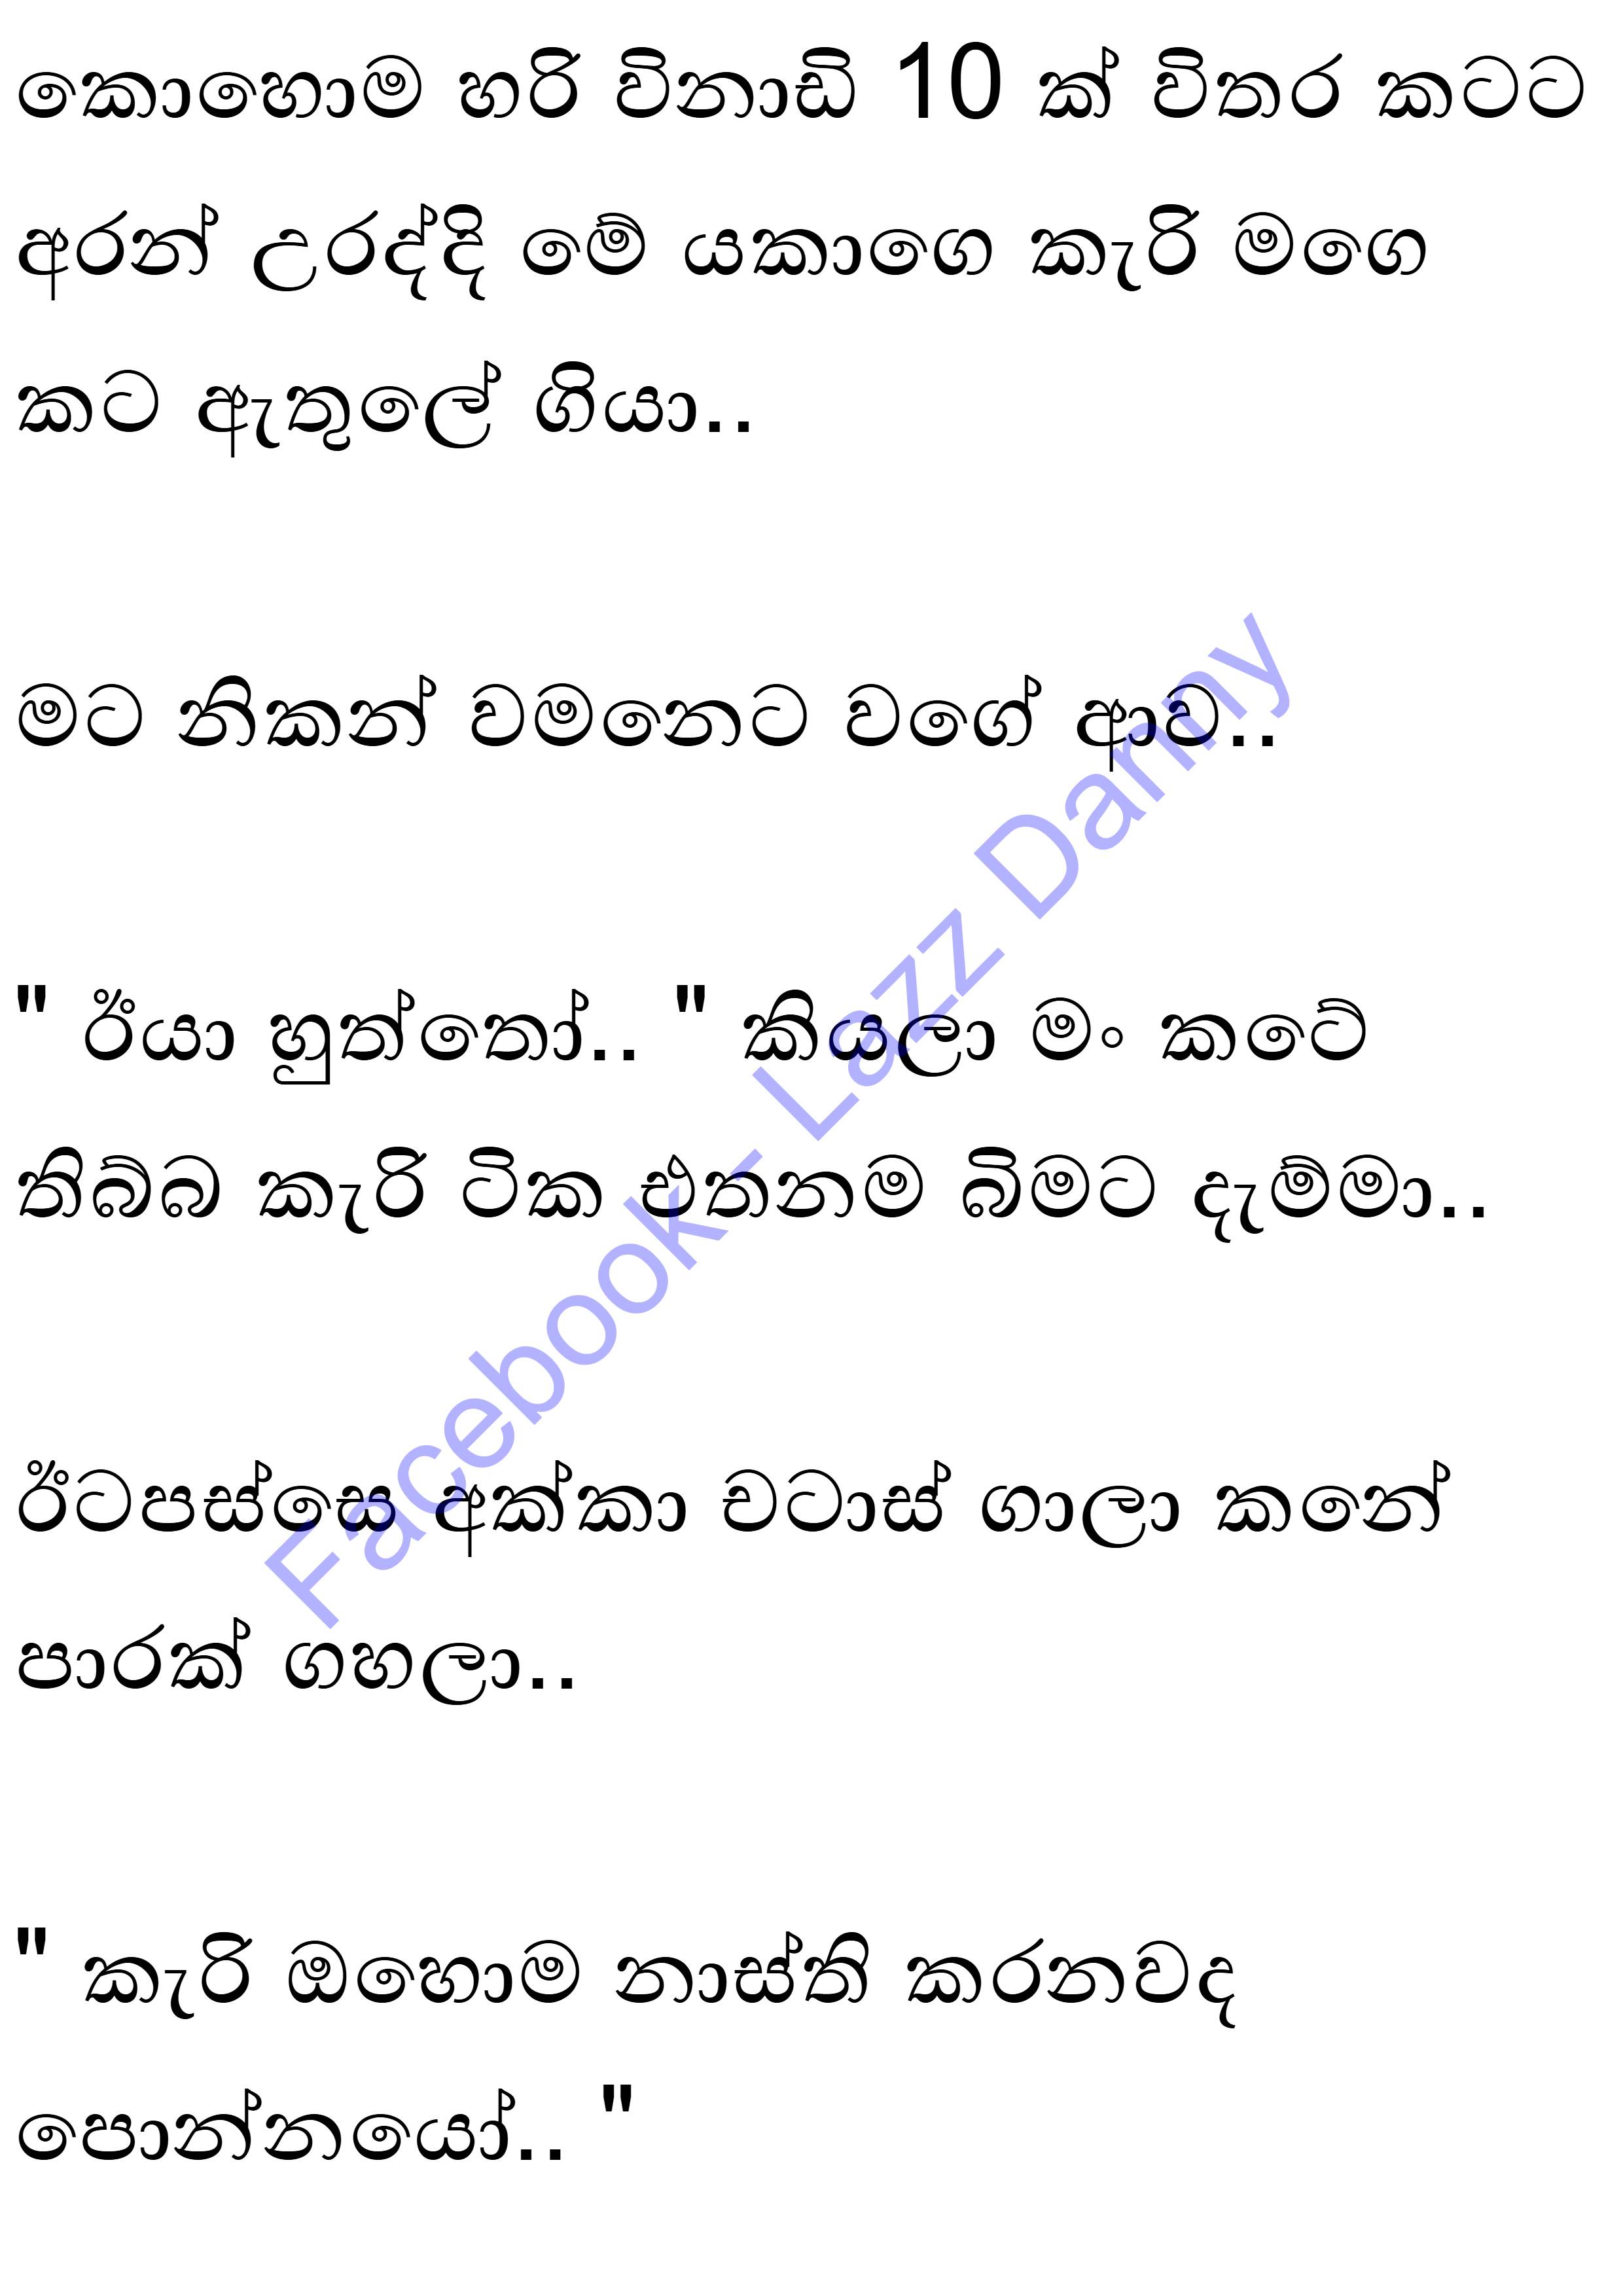 කොහොම හරි විනාඩි 10 ක් විතර කටට
අරන් උරද්දි මේ යකාගෙ කැරි මගෙ
කට ඇතුලේ ගියා..
මට නිකන් වමනෙට වගේ ආව..
" ඊයා හුත්තෝ.. " කියලා මං කටේ
තිබ්බ කැරි ටික එතනම බිමට දැම්මා..
ඊටපස්සෙ අක්කා චටාස් ගාලා කනේ
පාරක් ගහලා..
" කැරි ඔහොම නාස්ති කරනවද
පොන්නයෝ.. "
Facebook- Lazz Danny